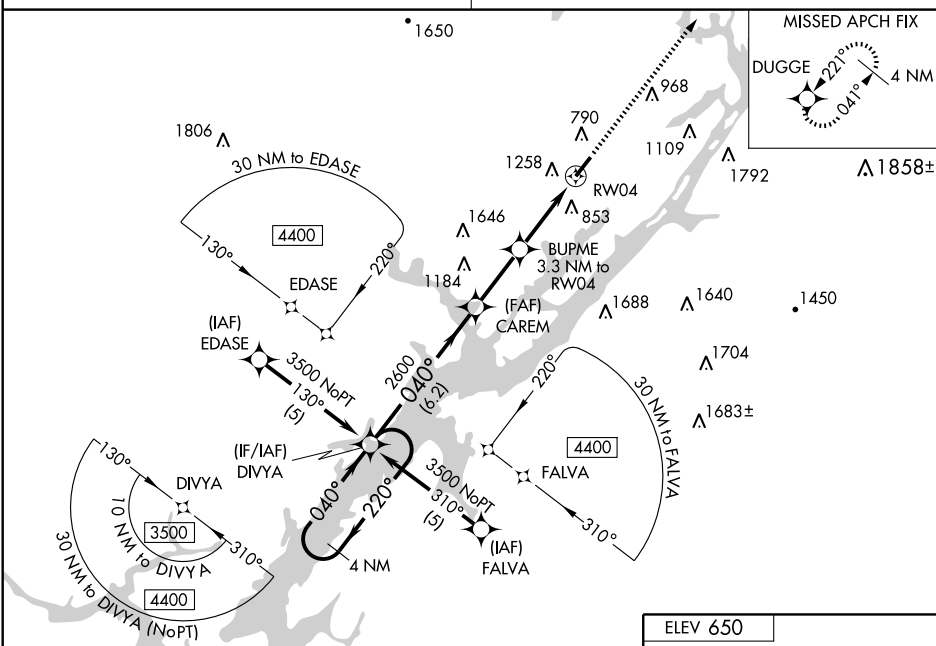 1650
MISSED APCH FIX
DUGGE
221°
041°
4 NM
968
790
1806
1109
1258
1792
1858±
30 NM to EDASE
RW04
853
1646
4400
BUPME
3.3 NM to
RW04
130°
220°
1184
EDASE
(FAF)
CAREM
1688
1640
1450
(IAF)
EDASE
3500 NoPT
130°
(5)
2600
040°
(6.2)
220°
1704
30 NM to FALVA
1683±
4400
(IF/IAF)
DIVYA
FALVA
130°
DIVYA
040°
220°
3500 NoPT
310°
(5)
3500
310°
310°
10 NM to DIVYA
(IAF)
FALVA
4 NM
30 NM to DIVYA (NoPT)
4400
ELEV 650